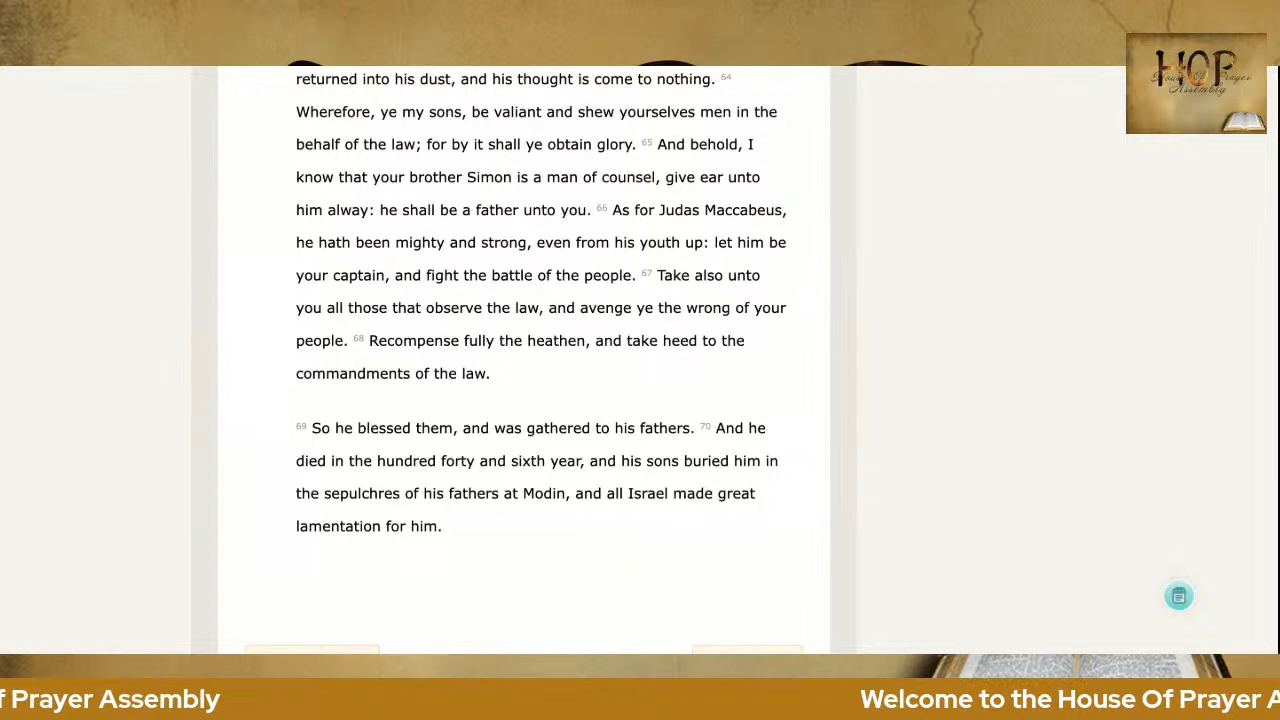 HOP
House Of Prayer
Assembly
returned into his dust, and his thought is come to nothing. 64
Wherefore, ye my sons, be valiant and shew yourselves men in the
behalf of the law; for by it shall ye obtain glory. 65 And behold, I
know that your brother Simon is a man of counsel, give ear unto
him alway: he shall be a father unto you. 66 As for Judas Maccabeus,
he hath been mighty and strong, even from his youth up: let him be
your captain, and fight the battle of the people. 67 Take also unto
you all those that observe the law, and avenge ye the wrong of your
people. 68 Recompense fully the heathen, and take heed to the
commandments of the law.
69 So he blessed them, and was gathered to his fathers. 70 And he
died in the hundred forty and sixth year, and his sons buried him in
the sepulchres of his fathers at Modin, and all Israel made great
lamentation for him.
f Prayer Assembly Welcome to the House Of Prayer A